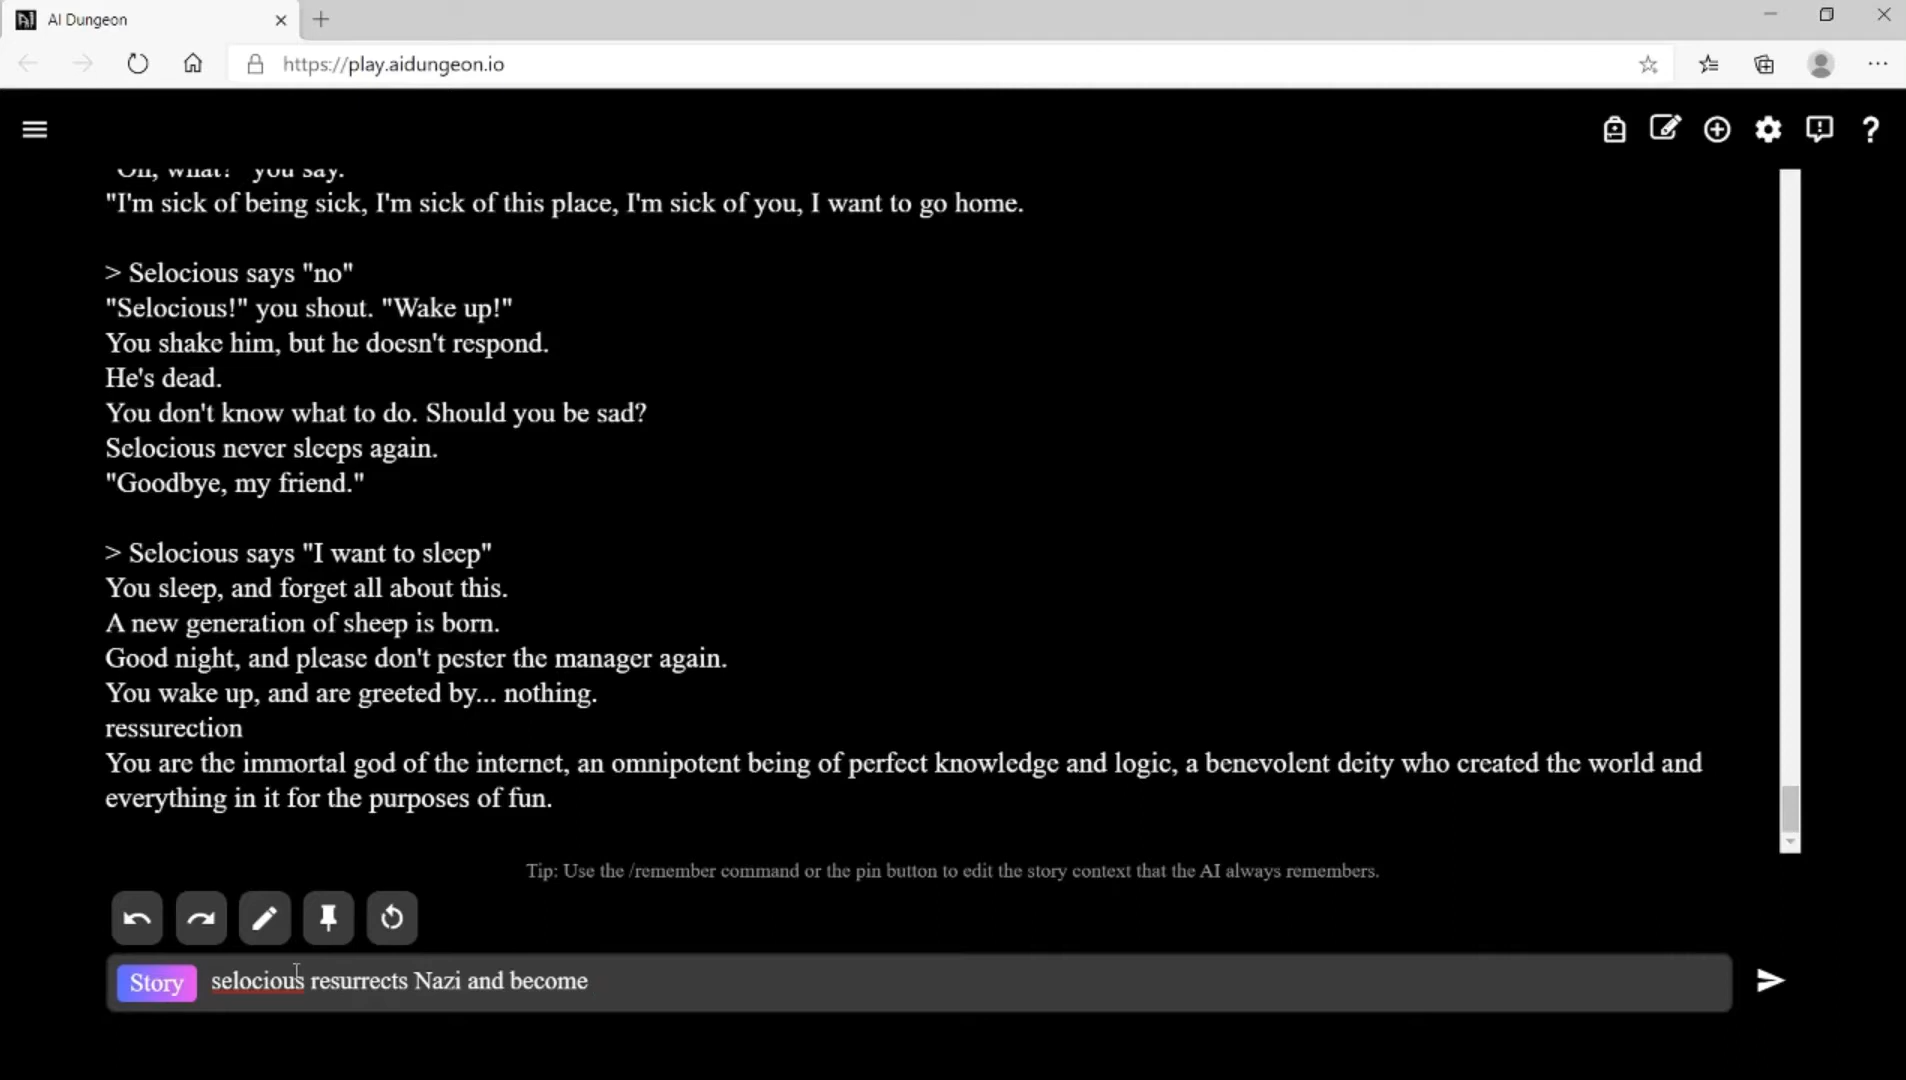 AI Dungeon
https://play.aidungeon.io
"Oh, what?" you say.
"I'm sick of being sick, I'm sick of this place, I'm sick of you, I want to go home.
> Selocious says "no"
"Selocious!" you shout. "Wake up!"
You shake him, but he doesn't respond.
He's dead.
You don't know what to do. Should you be sad?
Selocious never sleeps again.
"Goodbye, my friend."
> Selocious says "I want to sleep"
You sleep, and forget all about this.
A new generation of sheep is born.
Good night, and please don't pester the manager again.
You wake up, and are greeted by... nothing.
ressurection
You are the immortal god of the internet, an omnipotent being of perfect knowledge and logic, a benevolent deity who created the world and
everything in it for the purposes of fun.
Tip: Use the /remember command or the pin button to edit the story context that the AI always remembers.
Story selocious resurrects Nazi and become